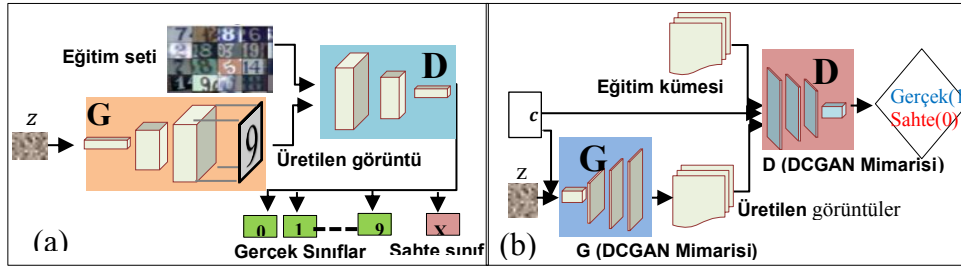 Eğitim seti
D
z
G
9
Üretilen görüntü
0 1 9 X
(a) Gerçek Sınıflar Sahte sınıf
Eğitim kümesi
D
Gerçek(1
Sahte(0)
c
D (DCGAN Mimarisi)
G
z
Üretilen görüntüler
(b) G (DCGAN Mimarisi)